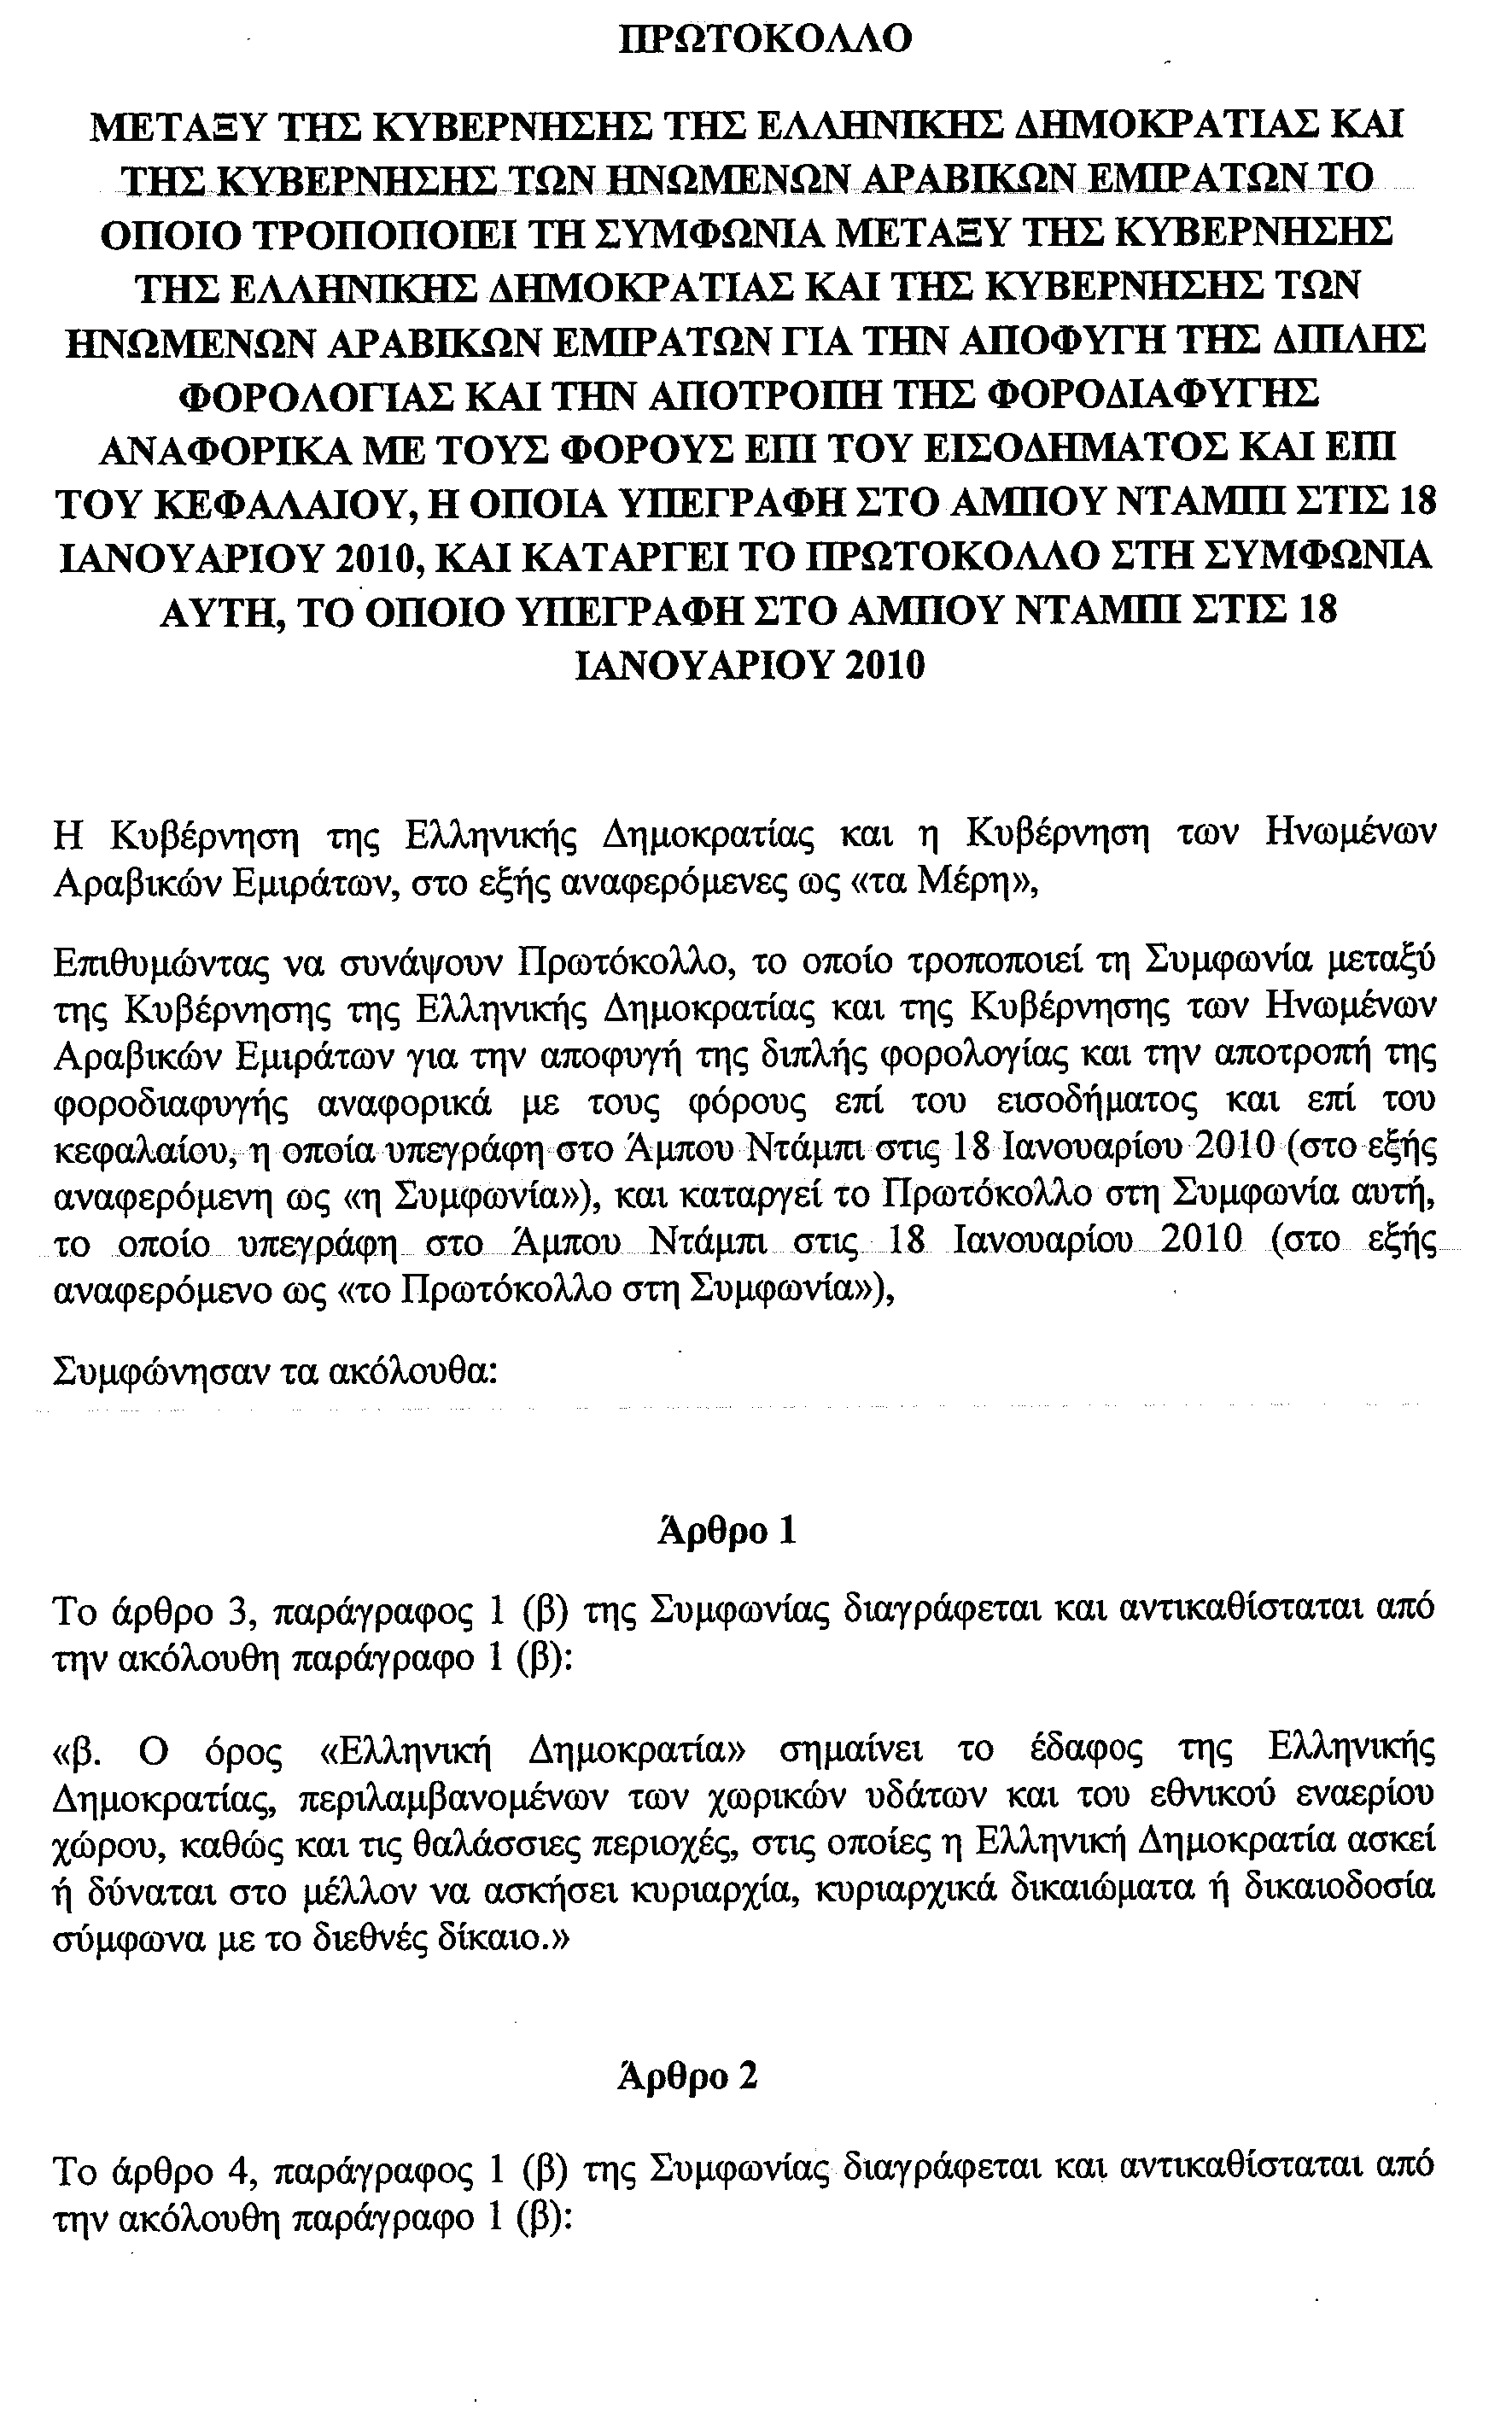 ΠΡΩΤΟΚΟΛΛΟ
ΜΕΤΑΞΥ ΤΗΣ ΚΥΒΕΡΝΗΣΗΣ ΤΗΣ ΕΛΛΗΝΙΚΗΣ ΔΗΜΟΚΡΑΤΙΑΣ ΚΑΙ
ΤΗΣ ΚΥΒΕΡΝΗΣΗΣ ΤΩΝ ΗΝΩΜΕΝΩΝ ΑΡΑΒΙΚΩΝ ΕΜΙΡΑΤΩΝ ΤΟ
ΟΠΟΙΟ ΤΡΟΠΟΠΟΙΕΙ ΤΗ ΣΥΜΦΩΝΙΑ ΜΕΤΑΞΥ ΤΗΣ ΚΥΒΕΡΝΗΣΗΣ
ΤΗΣ ΕΛΛΗΝΙΚΗΣ ΔΗΜΟΚΡΑΤΙΑΣ ΚΑΙ ΤΗΣ ΚΥΒΕΡΝΗΣΗΣ ΤΩΝ
ΗΝΩΜΕΝΩΝ ΑΡΑΒΙΚΩΝ ΕΜΙΡΑΤΩΝ ΓΙΑ ΤΗΝ ΑΠΟΦΥΓΗ ΤΗΣ ΔΙΠΛΗΣ
ΦΟΡΟΛΟΓΙΑΣ ΚΑΙ ΤΗΝ ΑΠΟΤΡΟΠΗ ΤΗΣ ΦΟΡΟΔΙΑΦΥΓΗΣ
ΑΝΑΦΟΡΙΚΑ ΜΕ ΤΟΥΣ ΦΟΡΟΥΣ ΕΠΙ ΤΟΥ ΕΙΣΟΔΗΜΑΤΟΣ ΚΑΙ ΕΠΙ
ΤΟΥ ΚΕΦΑΛΑΙΟΥ, Η ΟΠΟΙΑ ΥΠΕΓΡΑΦΗ ΣΤΟ ΑΜΠΟΥ ΝΤΑΜΠΙ ΣΤΙΣ 18
ΙΑΝΟΥΑΡΙΟΥ 2010, ΚΑΙ ΚΑΤΑΡΓΕΙ ΤΟ ΠΡΩΤΟΚΟΛΛΟ ΣΤΗ ΣΥΜΦΩΝΙΑ
ΑΥΤΗ, ΤΟ ΟΠΟΙΟ ΥΠΕΓΡΑΦΗ ΣΤΟ ΑΜΠΟΥ ΝΤΑΜΠΙ ΣΤΙΣ 18
ΙΑΝΟΥΑΡΙΟΥ 2010
Η Κυβέρνηση της Ελληνικής Δημοκρατίας και η Κυβέρνηση των Ηνωμένων
Αραβικών Εμιράτων, στο εξής αναφερόμενες ως «τα Μέρη»,
Επιθυμώντας να συνάψουν Πρωτόκολλο, το οποίο τροποποιεί τη Συμφωνία μεταξύ
της Κυβέρνησης της Ελληνικής Δημοκρατίας και της Κυβέρνησης των Ηνωμένων
Αραβικών Εμιράτων για την αποφυγή της διπλής φορολογίας και την αποτροπή της
φοροδιαφυγής αναφορικά με τους φόρους επί του εισοδήματος και επί του
κεφαλαίου, η οποία υπεγράφη στο Άμπου Ντάμπι στις 18 Ιανουαρίου 2010 (στο εξής
αναφερόμενη ως «η Συμφωνία»), και καταργεί το Πρωτόκολλο στη Συμφωνία αυτή,
το οποίο υπεγράφη στο Άμπου Ντάμπι στις 18 Ιανουαρίου 2010 (στο εξής
αναφερόμενο ως «το Πρωτόκολλο στη Συμφωνία»),
Συμφώνησαν τα ακόλουθα:
Άρθρο 1
Το άρθρο 3, παράγραφος 1 (β) της Συμφωνίας διαγράφεται και αντικαθίσταται από
την ακόλουθη παράγραφο 1 (β):
«β. Ο όρος «Ελληνική Δημοκρατία» σημαίνει το έδαφος της Ελληνικής
Δημοκρατίας, περιλαμβανομένων των χωρικών υδάτων και του εθνικού εναερίου
χώρου, καθώς και τις θαλάσσιες περιοχές, στις οποίες η Ελληνική Δημοκρατία ασκεί
ή δύναται στο μέλλον να ασκήσει κυριαρχία, κυριαρχικά δικαιώματα ή δικαιοδοσία
σύμφωνα με το διεθνές δίκαιο.»
Άρθρο 2
Το άρθρο 4, παράγραφος 1 (β) της Συμφωνίας διαγράφεται και αντικαθίσταται από
την ακόλουθη παράγραφο 1 (β):